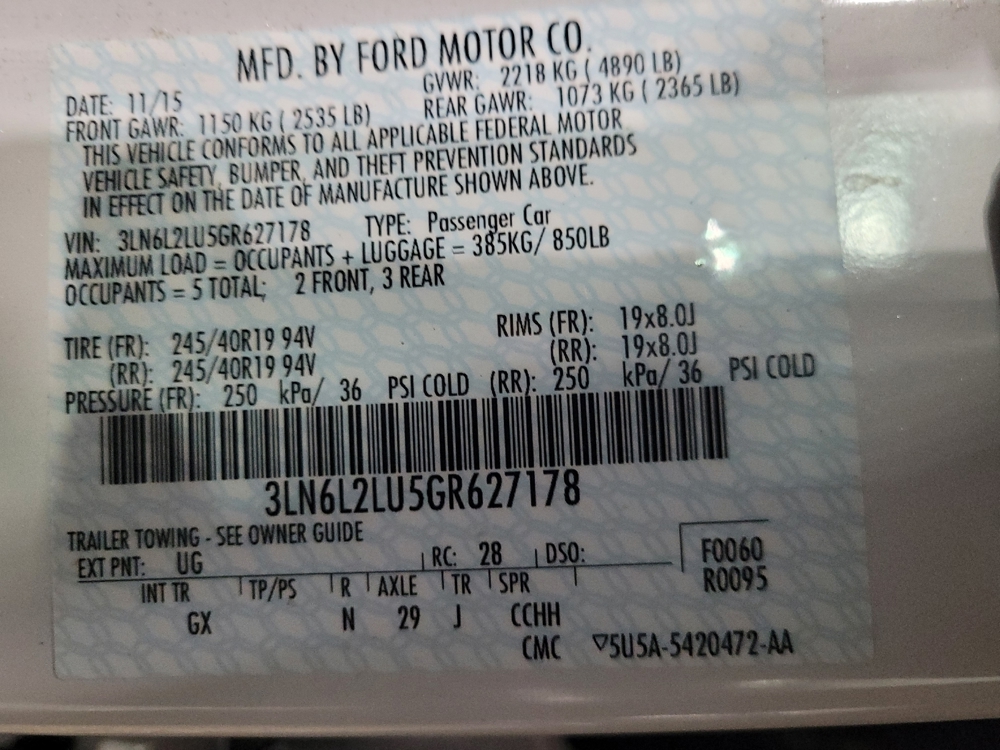 MFD. BY FORD MOTOR CO.
DATE: 11/15 GVWR: 2218 KG ( 4890 LB)
FRONT GAWR: 1150 KG ( 2535 LB) REAR GAWR: 1073 KG ( 2365 LB)
THIS VEHICLE CONFORMS TO ALL APPLICABLE FEDERAL MOTOR
VEHICLE SAFETY, BUMPER, AND THEFT PREVENTION STANDARDS
IN EFFECT ON THE DATE OF MANUFACTURE SHOWN ABOVE.
VIN: 3LN6L2LU5GR627178 TYPE: Passenger Car
MAXIMUM LOAD = OCCUPANTS + LUGGAGE = 385KG/ 850LB
OCCUPANTS = 5 TOTAL; 2 FRONT, 3 REAR
TIRE (FR): 245/40R19 94V RIMS (FR): 19x8.0J
(RR): 245/40R19 94V (RR): 19x8.0J
PRESSURE (FR): 250 kPa/ 36 PSI COLD (RR): 250 kPa/ 36 PSI COLD
3LN6L2LU5GR627178
TRAILER TOWING - SEE OWNER GUIDE
EXT PNT: UG RC: 28 DSO: F0060
INT TR TP/PS R AXLE TR SPR R0095
GX N 29 J CCHH
CMC ▽5U5A-5420472-AA